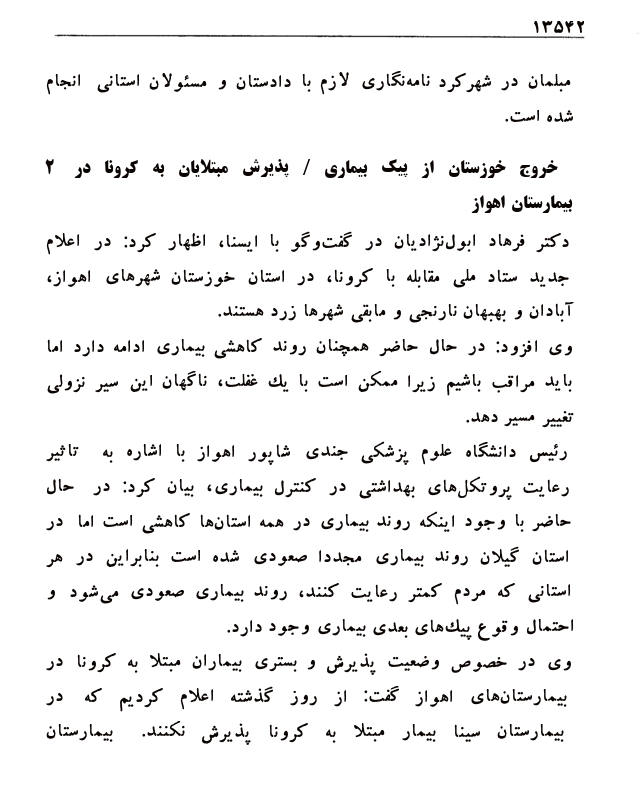 ۱۳۵۴۲
مبلمان در شهرکرد نامه‌نگاری لازم با دادستان و مسئولان استانی انجام
شده است.
خروج خوزستان از پیک بیماری / پذیرش مبتلایان به کرونا در ۲
بیمارستان اهواز
دکتر فرهاد ابول‌نژادیان در گفت‌وگو با ایسنا، اظهار کرد: در اعلام
جدید ستاد ملی مقابله با کرونا، در استان خوزستان شهرهای اهواز،
آبادان و بهبهان نارنجی و مابقی شهرها زرد هستند.
وی افزود: در حال حاضر همچنان روند کاهشی بیماری ادامه دارد اما
باید مراقب باشیم زیرا ممکن است با یك غفلت، ناگهان این سیر نزولی
تغییر مسیر دهد.
رئیس دانشگاه علوم پزشکی جندی شاپور اهواز با اشاره به تاثیر
رعایت پروتکل‌های بهداشتی در کنترل بیماری، بیان کرد: در حال
حاضر با وجود اینکه روند بیماری در همه استان‌ها کاهشی است اما در
استان گیلان روند بیماری مجددا صعودی شده است بنابراین در هر
استانی که مردم کمتر رعایت کنند، روند بیماری صعودی می‌شود و
احتمال وقوع پیك‌های بعدی بیماری وجود دارد.
وی در خصوص وضعیت پذیرش و بستری بیماران مبتلا به کرونا در
بیمارستان‌های اهواز گفت: از روز گذشته اعلام کردیم که در
بیمارستان سینا بیمار مبتلا به کرونا پذیرش نکنند. بیمارستان